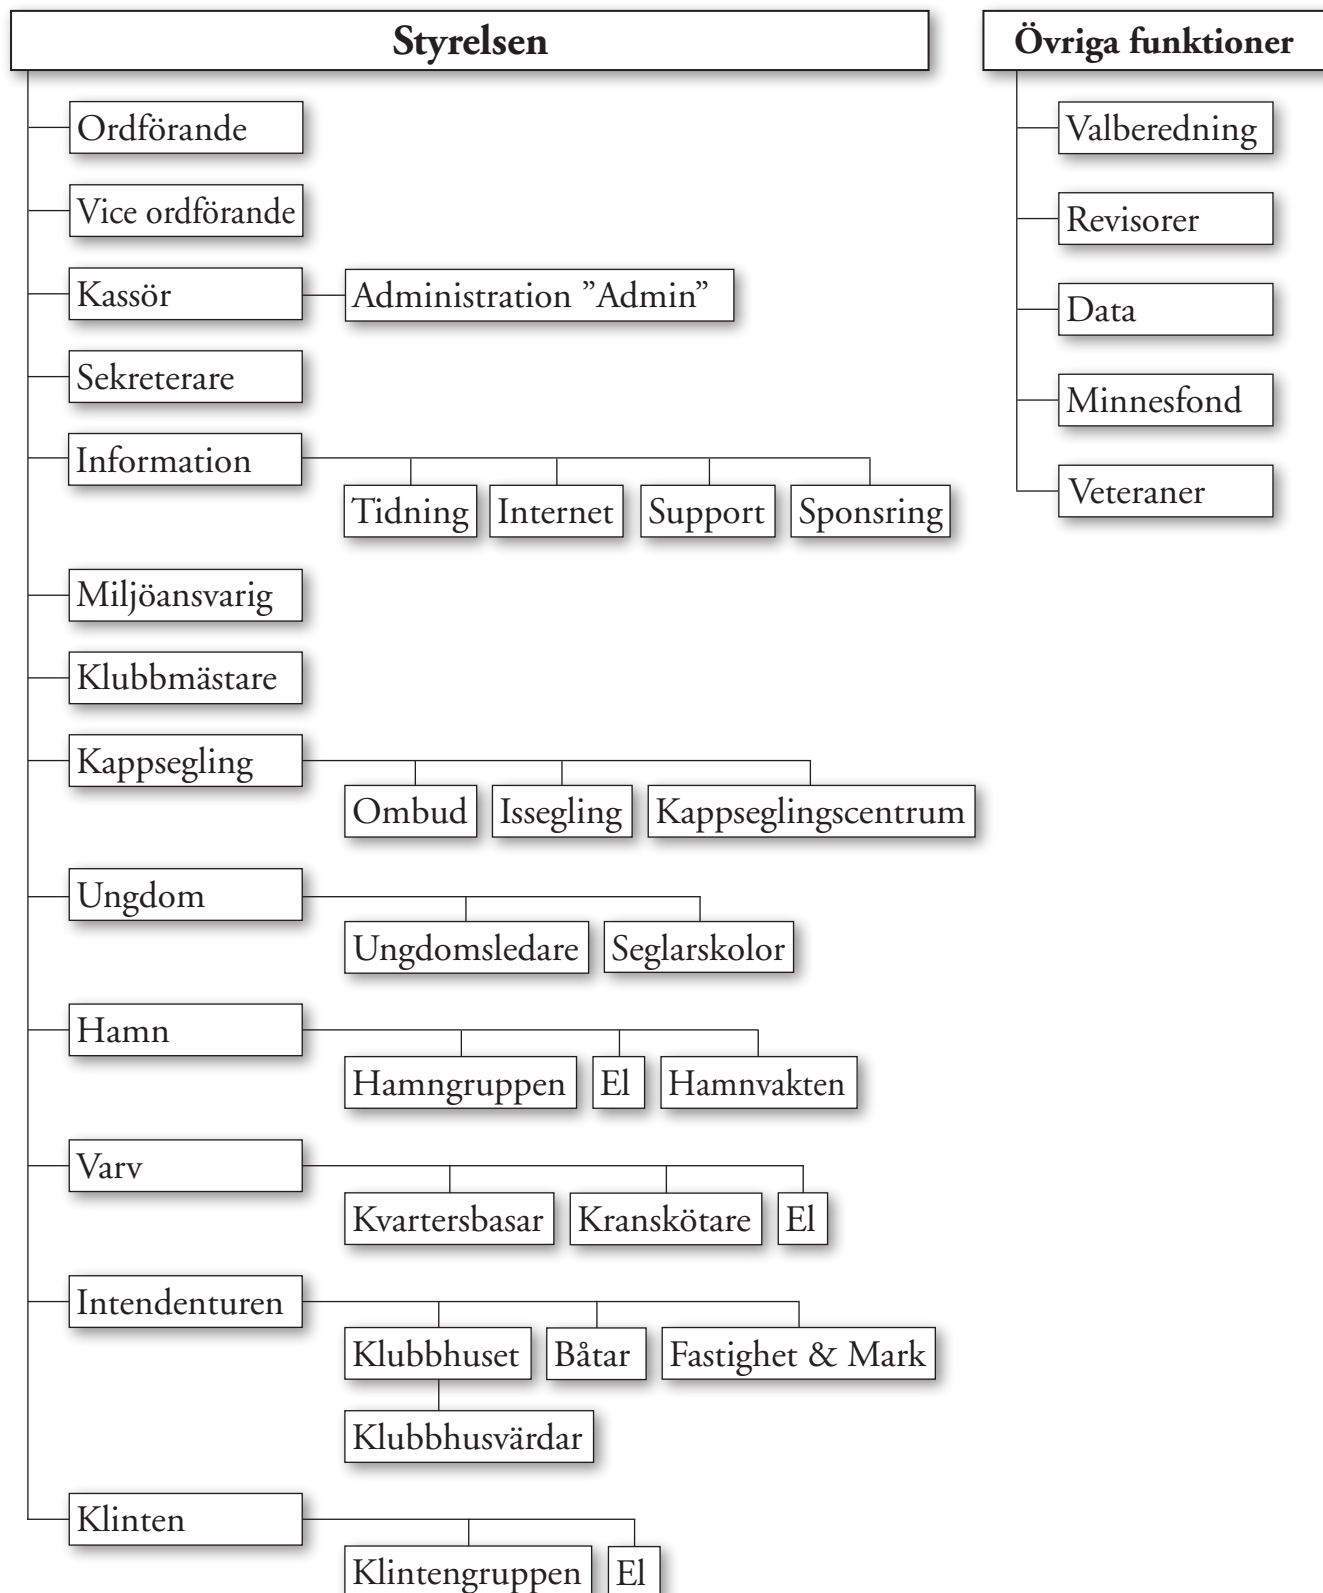 Styrelsen
Ordförande
Vice ordförande
Kassör
Administration ”Admin”
Sekreterare
Information
Tidning
Internet
Support
Sponsring
Miljöansvarig
Klubbmästare
Kappsegling
Ombud
Issegling
Kappseglingscentrum
Ungdom
Ungdomsledare
Seglarskolor
Hamn
Hamngruppen
El
Hamnvakten
Varv
Kvartersbasar
Kranskötare
El
Intendenturen
Klubbhuset
Båtar
Fastighet & Mark
Klubbhusvärdar
Klinten
Klintengruppen
El
Övriga funktioner
Valberedning
Revisorer
Data
Minnesfond
Veteraner